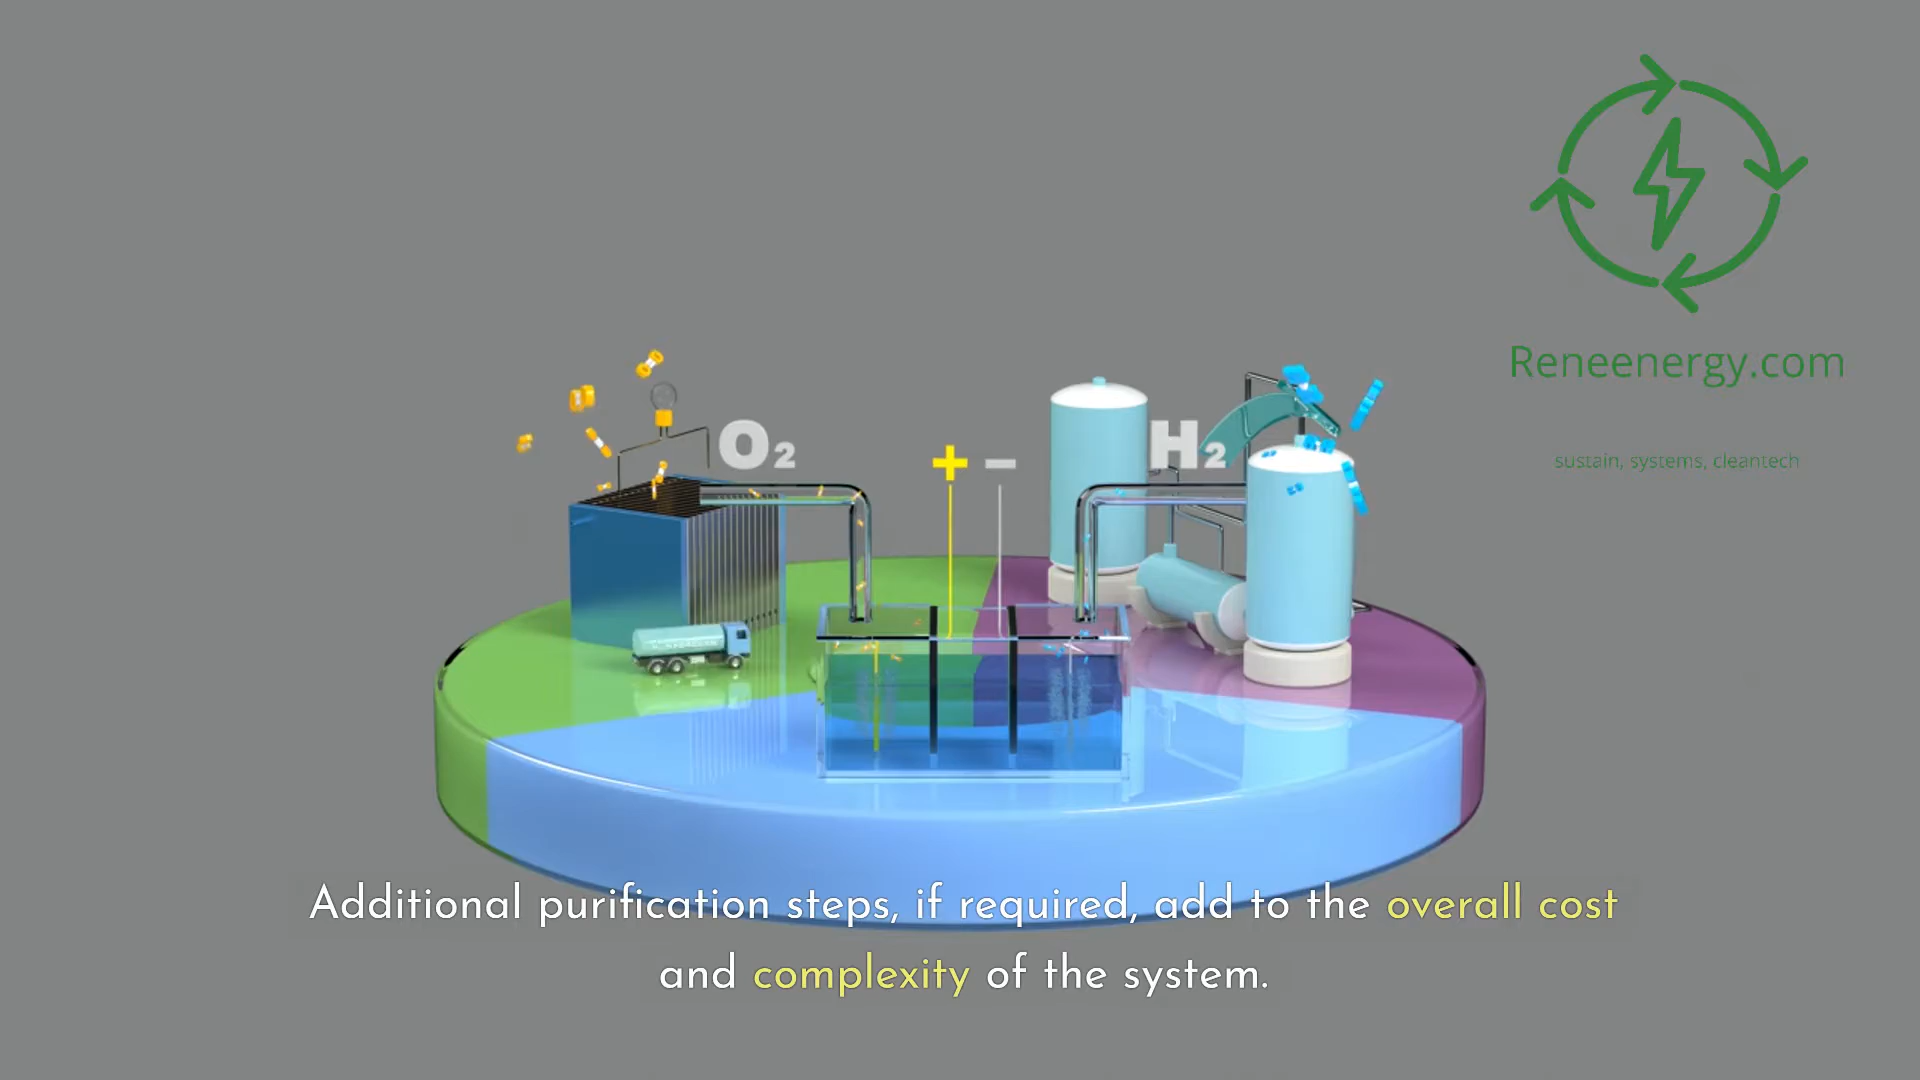 Reneenergy.com
sustain, systems, cleantech
O₂
+ −
H₂
Additional purification steps, if required, add to the overall cost
and complexity of the system.